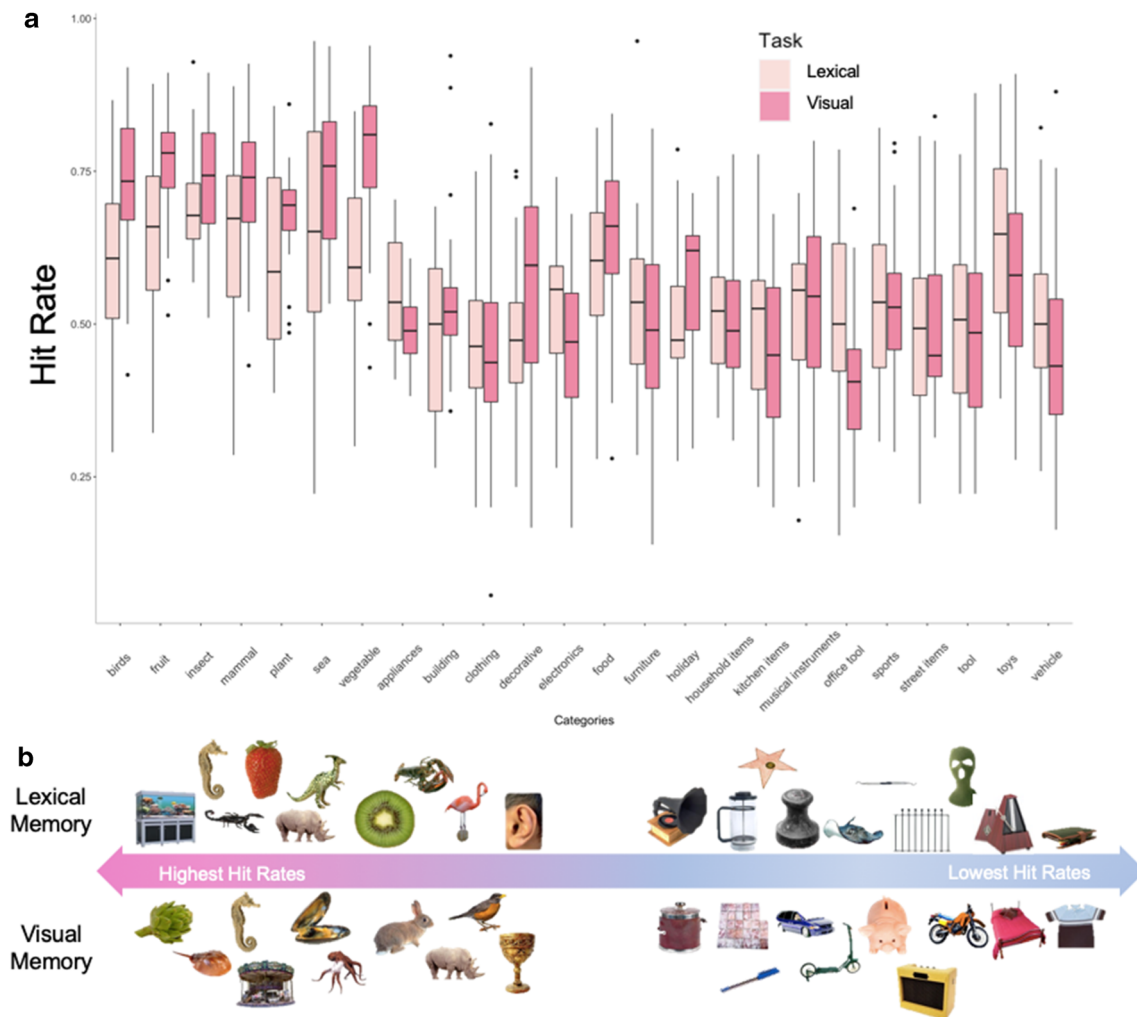 a
1.00
0.75
0.50
0.25
Hit Rate
Task
Lexical
Visual
birds
fruit
insect
mammal
plant
sea
vegetable
appliances
building
clothing
decorative
electronics
food
furniture
holiday
household items
kitchen items
musical instruments
office tool
sports
street items
tool
toys
vehicle
Categories
b
Lexical
Memory
Highest Hit Rates
Lowest Hit Rates
Visual
Memory